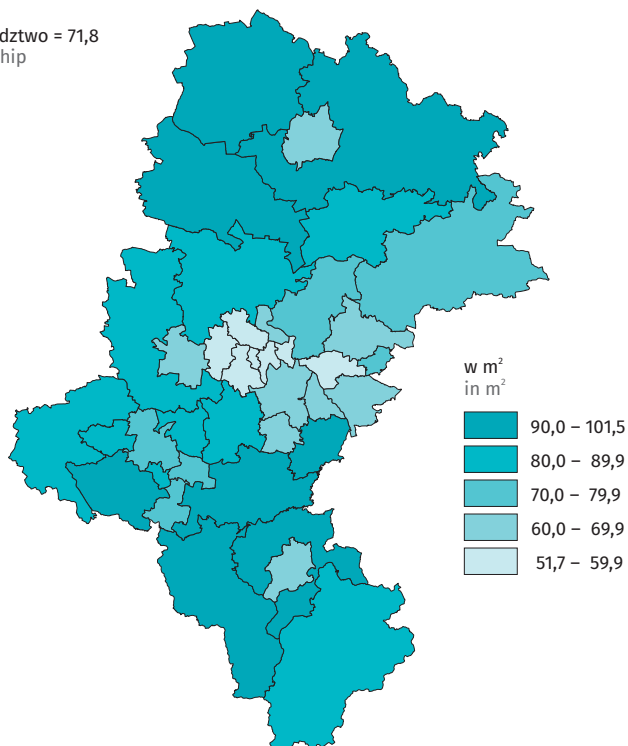 dztwo = 71,8
hip
w m²
in m²
90,0 – 101,5
80,0 – 89,9
70,0 – 79,9
60,0 – 69,9
51,7 – 59,9